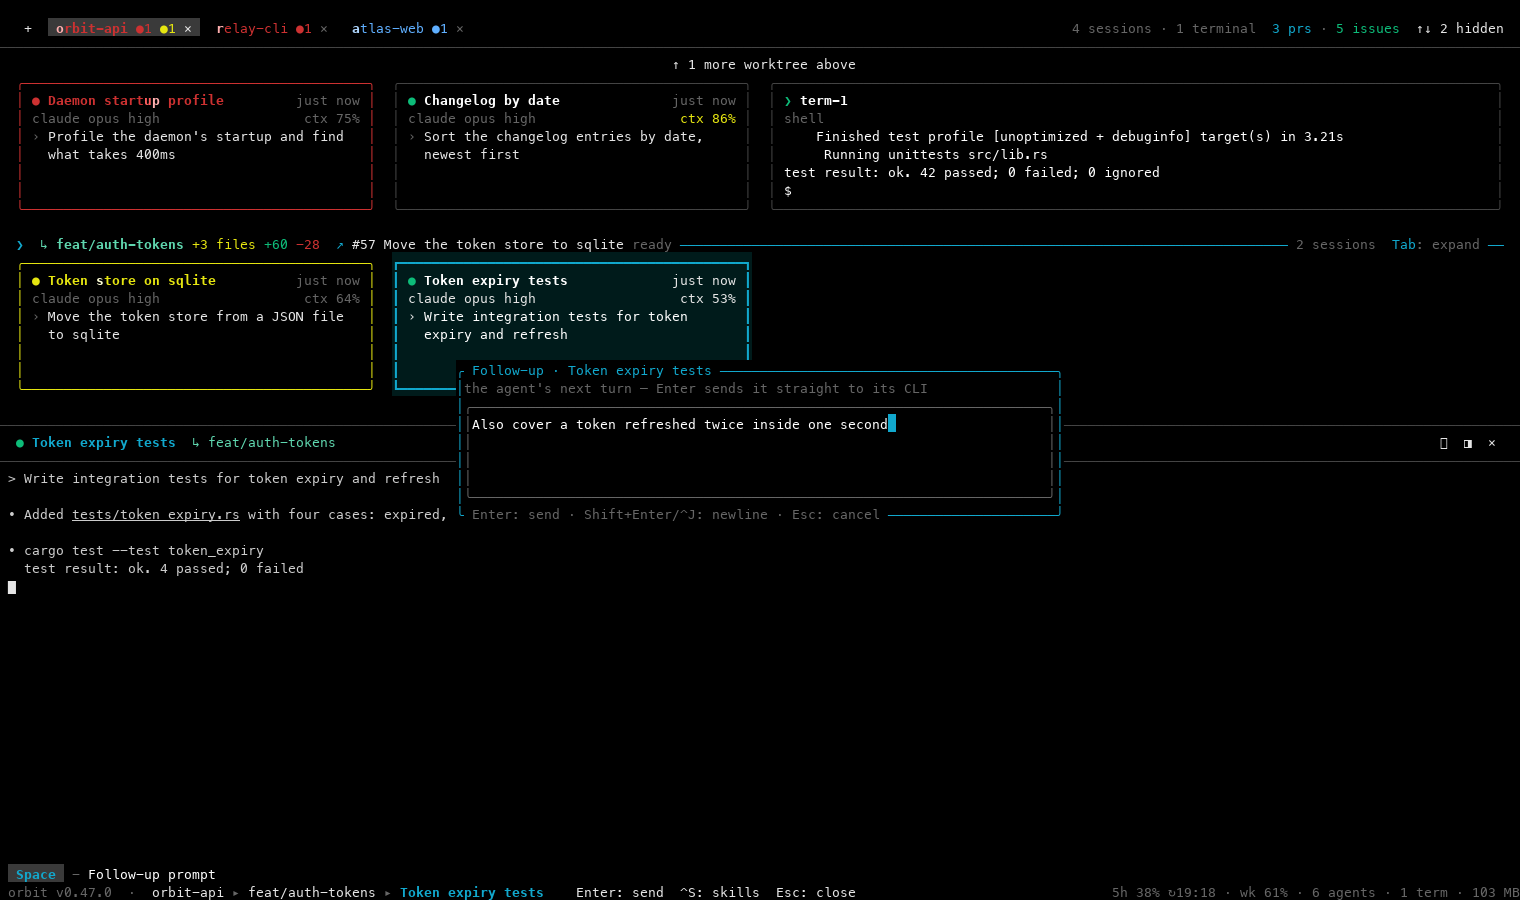 + orbit-api ●1 ●1 × relay-cli ●1 × atlas-web ●1 × 4 sessions · 1 terminal 3 prs · 5 issues ↑↓ 2 hidden
↑ 1 more worktree above
● Daemon startup profile just now ● Changelog by date just now ❯ term-1
claude opus high ctx 75% claude opus high ctx 86% shell
› Profile the daemon's startup and find › Sort the changelog entries by date, Finished test profile [unoptimized + debuginfo] target(s) in 3.21s
what takes 400ms newest first Running unittests src/lib.rs
test result: ok. 42 passed; 0 failed; 0 ignored
$
❯ ↳ feat/auth-tokens +3 files +60 −28 ↗ #57 Move the token store to sqlite ready 2 sessions Tab: expand
● Token store on sqlite just now ● Token expiry tests just now
claude opus high ctx 64% claude opus high ctx 53%
› Move the token store from a JSON file › Write integration tests for token
to sqlite expiry and refresh
Follow-up · Token expiry tests
the agent's next turn — Enter sends it straight to its CLI
Also cover a token refreshed twice inside one second
● Token expiry tests ↳ feat/auth-tokens ◨ ×
> Write integration tests for token expiry and refresh
• Added tests/token_expiry.rs with four cases: expired,
Enter: send · Shift+Enter/^J: newline · Esc: cancel
• cargo test --test token_expiry
test result: ok. 4 passed; 0 failed
Space — Follow-up prompt
orbit v0.47.0 · orbit-api ▸ feat/auth-tokens ▸ Token expiry tests Enter: send ^S: skills Esc: close 5h 38% ↻19:18 · wk 61% · 6 agents · 1 term · 103 MB